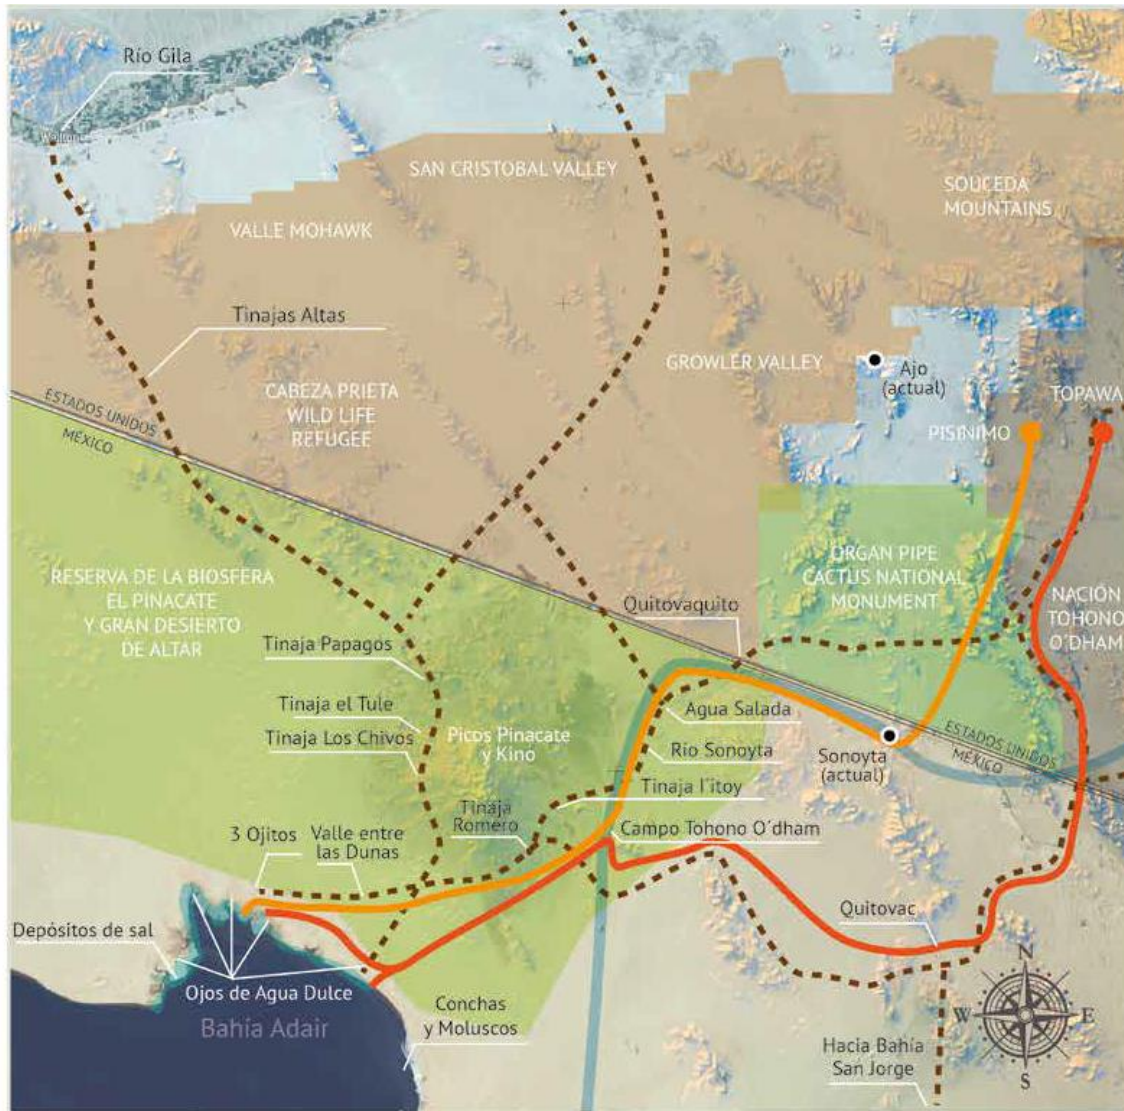 Río Gila
Wellton
SAN CRISTOBAL VALLEY
SOUCEDA
MOUNTAINS
VALLE MOHAWK
Tinajas Altas
GROWLER VALLEY
Ajo
(actual)
CABEZA PRIETA
WILD LIFE
REFUGEE
TOPAWA
PISINIMO
ESTADOS UNIDOS
MÉXICO
ORGAN PIPE
CACTUS NATIONAL
MONUMENT
RESERVA DE LA BIOSFERA
EL PINACATE
Y GRAN DESIERTO
DE ALTAR
Quitovaquito
NACIÓN
TOHONO
O´DHAM
Tinaja Papagos
Tinaja el Tule
Tinaja Los Chivos
Picos Pinacate
y Kino
Agua Salada
Río Sonoyta
Sonoyta
(actual)
ESTADOS UNIDOS
MÉXICO
Tinaja I´itoy
Tinaja
Romero
Campo Tohono O´dham
3 Ojitos
Valle entre
las Dunas
Quitovac
Depósitos de sal
Ojos de Agua Dulce
Bahía Adair
Conchas
y Moluscos
Hacia Bahía
San Jorge
N
W
E
S